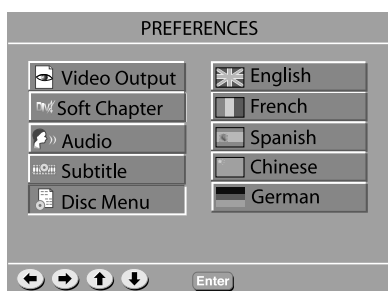 PREFERENCES
Video Output
Soft Chapter
Audio
Subtitle
Disc Menu
English
French
Spanish
Chinese
German
Enter